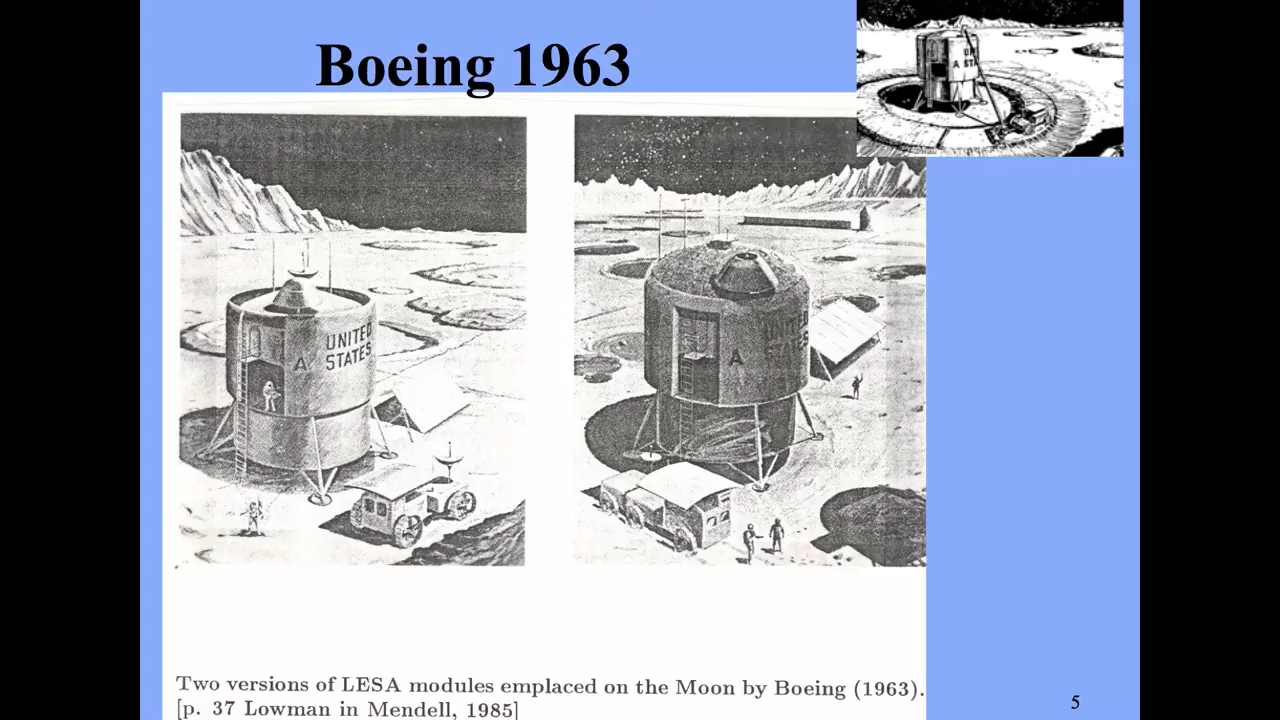 Boeing 1963
UNITED
STATES
A
UNITED
STATES
A
A STA
Two versions of LESA modules emplaced on the Moon by Boeing (1963).
[p. 37 Lowman in Mendell, 1985]
5